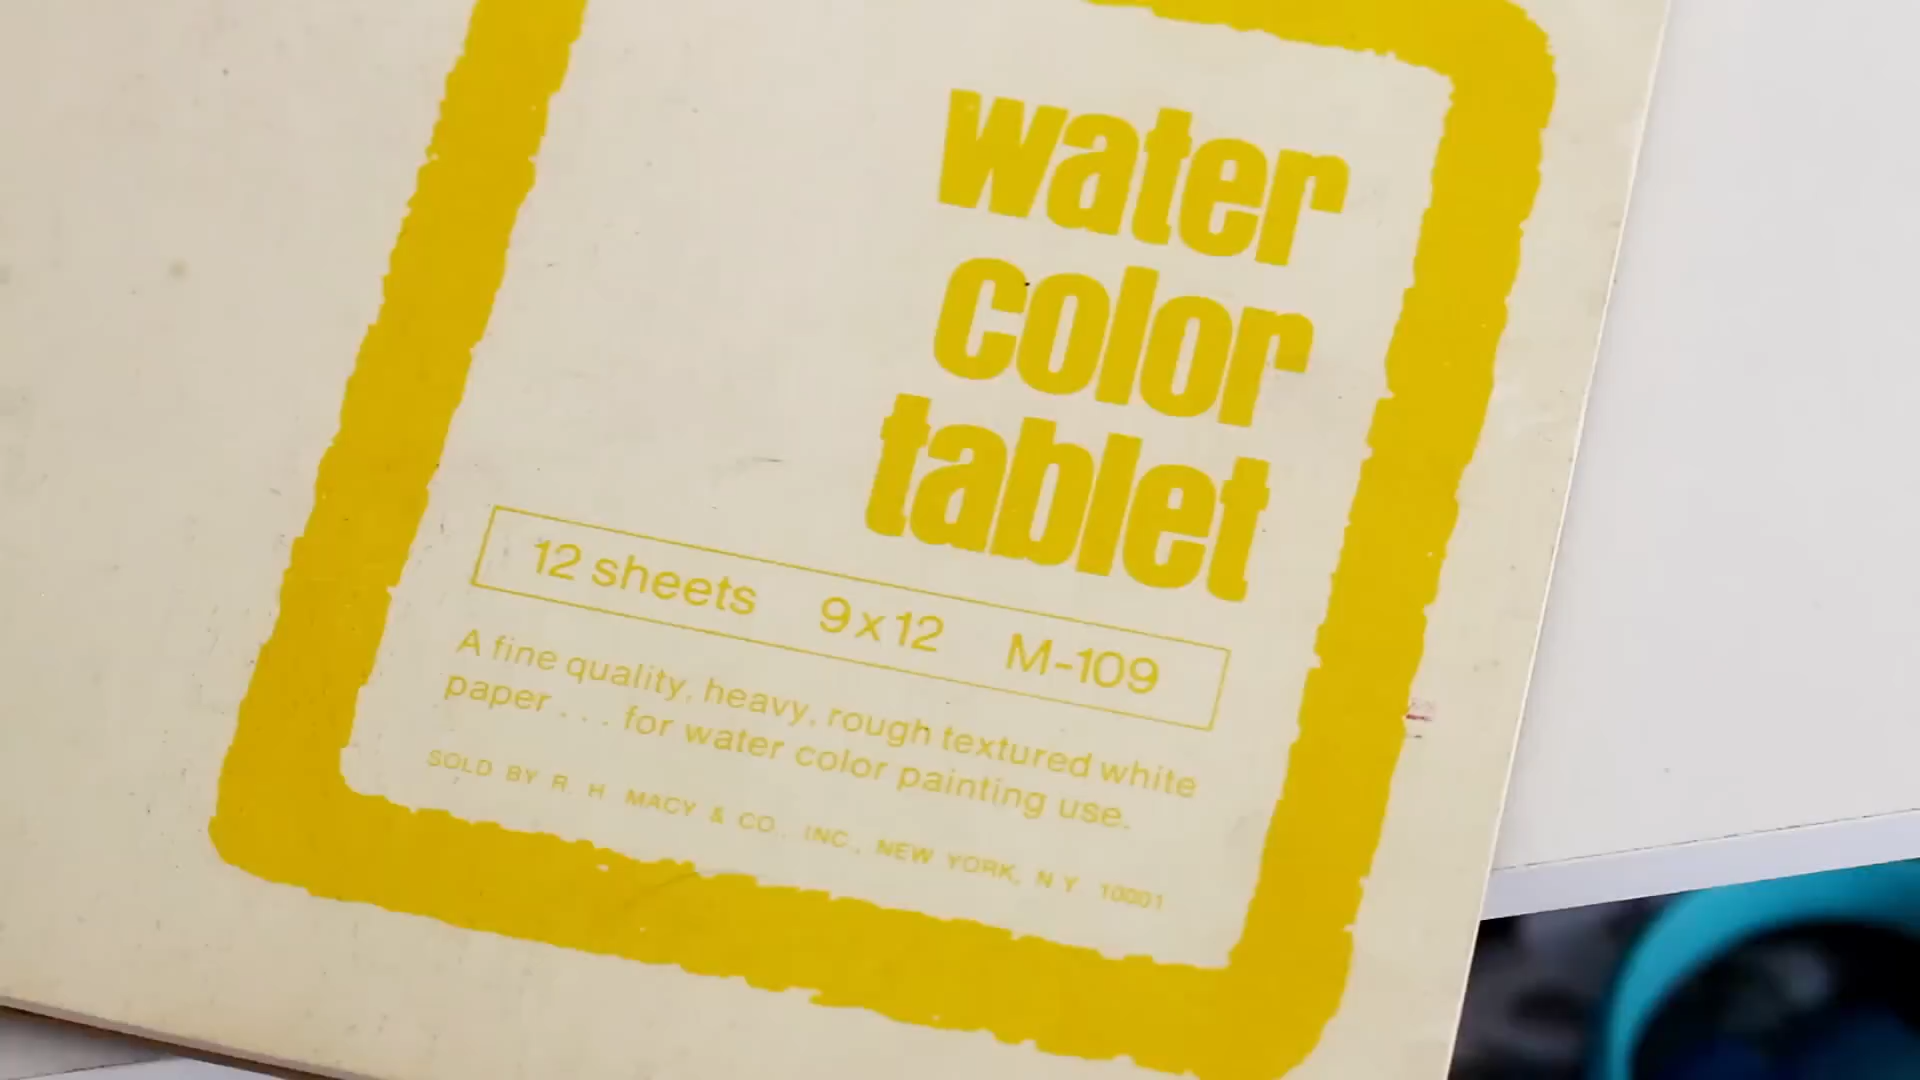 water
color
tablet
12 sheets 9x12 M-109
A fine quality, heavy, rough textured white
paper . . . for water color painting use.
SOLD BY R. H. MACY & CO., INC., NEW YORK, N.Y. 10001